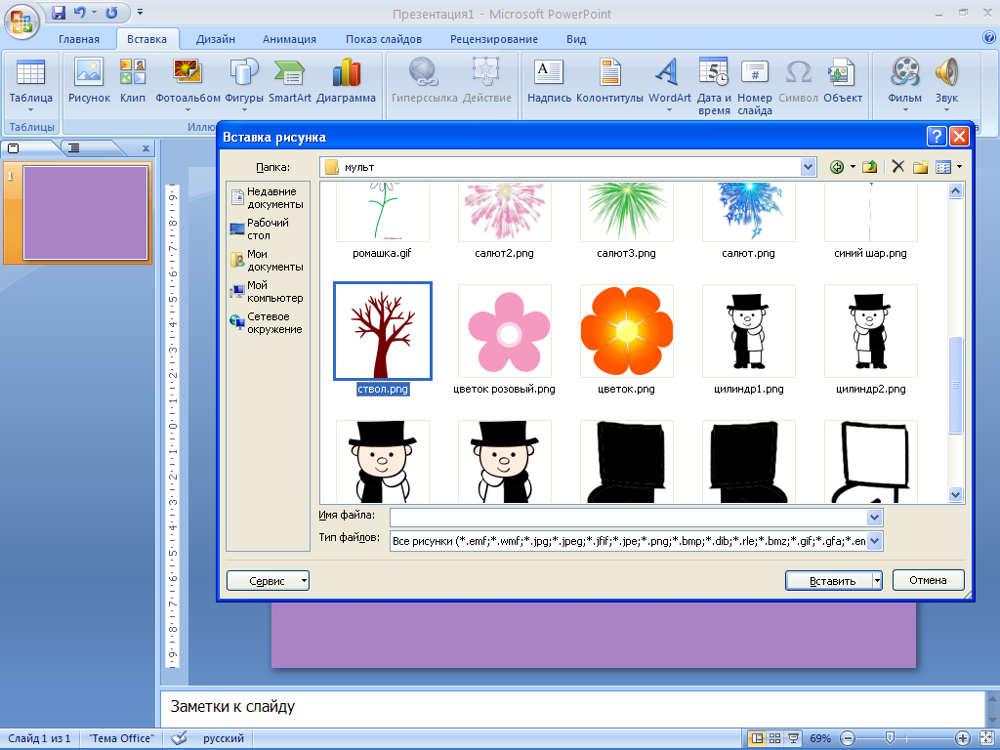 Презентация1 - Microsoft PowerPoint
Главная Вставка Дизайн Анимация Показ слайдов Рецензирование Вид
Таблица Рисунок Клип Фотоальбом Фигуры SmartArt Диаграмма Гиперссылка Действие Надпись Колонтитулы WordArt Дата и время Номер слайда Символ Объект Фильм Звук
Таблицы Иллю
Вставка рисунка
Папка: мульт
Недавние документы
Рабочий стол
Мои документы
Мой компьютер
Сетевое окружение
ромашка.gif салют2.png салют3.png салют.png синий шар.png
ствол.png цветок розовый.png цветок.png цилиндр1.png цилиндр2.png
Имя файла:
Тип файлов: Все рисунки (*.emf;*.wmf;*.jpg;*.jpeg;*.jfif;*.jpe;*.png;*.bmp;*.dib;*.rle;*.bmz;*.gif;*.gfa;*.em
Сервис Вставить Отмена
1
Заметки к слайду
Слайд 1 из 1 "Тема Office" русский 69%